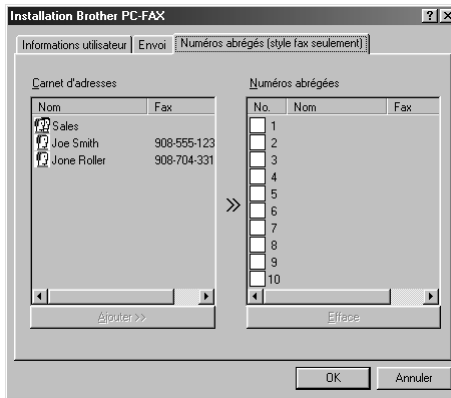 Installation Brother PC-FAX
Informations utilisateur Envoi Numéros abrégés (style fax seulement)
Carnet d'adresses
Nom Fax
Sales
Joe Smith 908-555-123
Jone Roller 908-704-331
Ajouter >>
Numéros abrégées
No. Nom Fax
1
2
3
4
5
6
7
8
9
10
Efface
OK Annuler